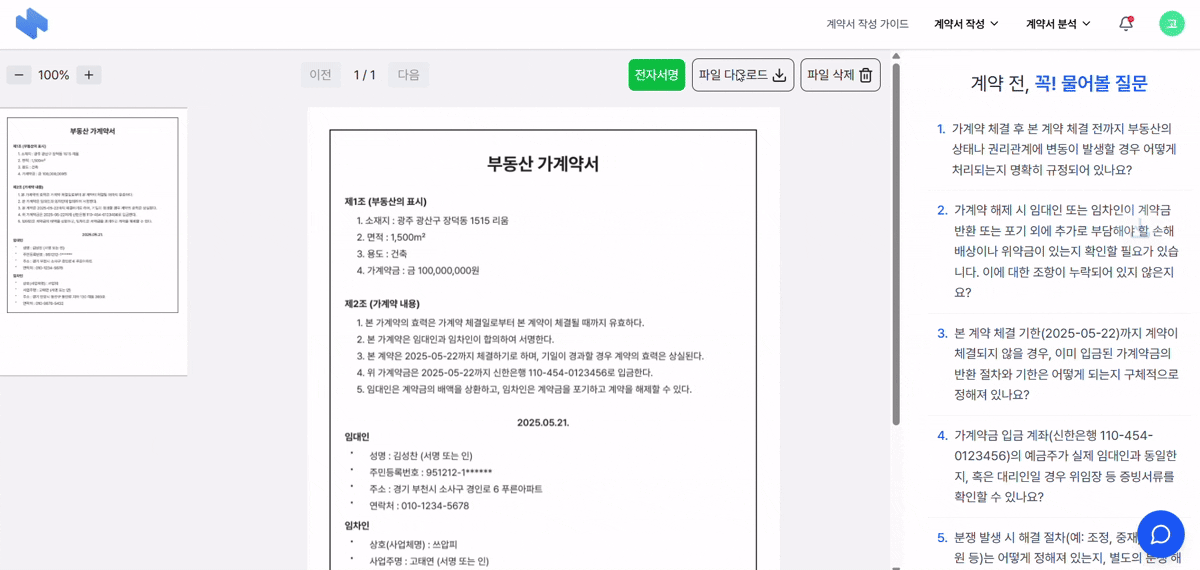 계약서 작성 가이드
계약서 작성
계약서 분석
고
100%
이전
1 / 1
다음
전자서명
파일 다운로드
파일 삭제
부동산 가계약서
제1조 (부동산의 표시)
1. 소재지 : 광주 광산구 장덕동 1515 리움
2. 면적 : 1,500m²
3. 용도 : 건축
4. 가계약금 : 금 100,000,000원
제2조 (가계약 내용)
1. 본 가계약의 효력은 가계약 체결일로부터 본 계약이 체결될 때까지 유효하다.
2. 본 가계약은 임대인과 임차인이 합의하여 서명한다.
3. 본 계약은 2025-05-22까지 체결하기로 하며, 기일이 경과할 경우 계약의 효력은 상실된다.
4. 위 가계약금은 2025-05-22까지 신한은행 110-454-0123456로 입금한다.
5. 임대인은 계약금의 배액을 상환하고, 임차인은 계약금을 포기하고 계약을 해제할 수 있다.
2025.05.21.
임대인
성명 : 김성찬 (서명 또는 인)
주민등록번호 : 951212-1******
주소 : 경기 부천시 소사구 경인로 6 푸른아파트
연락처 : 010-1234-5678
임차인
상호(사업체명) : 쓰압피
사업주명 : 고태연 (서명 또는 인)
계약 전, 꼭! 물어볼 질문
1. 가계약 체결 후 본 계약 체결 전까지 부동산의
상태나 권리관계에 변동이 발생할 경우 어떻게
처리되는지 명확히 규정되어 있나요?
2. 가계약 해제 시 임대인 또는 임차인이 계약금
반환 또는 포기 외에 추가로 부담해야 할 손해
배상이나 위약금이 있는지 확인할 필요가 있습
니다. 이에 대한 조항이 누락되어 있지 않은지
요?
3. 본 계약 체결 기한(2025-05-22)까지 계약이
체결되지 않을 경우, 이미 입금된 가계약금의
반환 절차와 기한은 어떻게 되는지 구체적으로
정해져 있나요?
4. 가계약금 입금 계좌(신한은행 110-454-
0123456)의 예금주가 실제 임대인과 동일한
지, 혹은 대리인일 경우 위임장 등 증빙서류를
확인할 수 있나요?
5. 분쟁 발생 시 해결 절차(예: 조정, 중재
원 등)는 어떻게 정해져 있는지, 별도의 분쟁 해